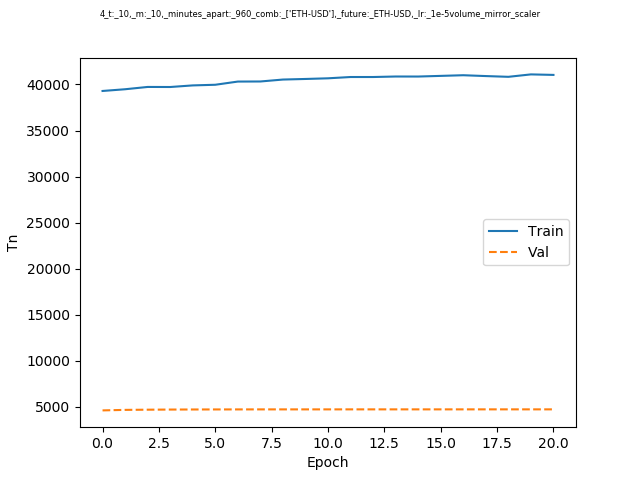 4_t:_10,_m:_10,_minutes_apart:_960_comb:_['ETH-USD'],_future:_ETH-USD,_lr:_1e-5volume_mirror_scaler
40000
35000
30000
25000
20000
15000
10000
5000
Tn
Train
Val
0.0 2.5 5.0 7.5 10.0 12.5 15.0 17.5 20.0
Epoch